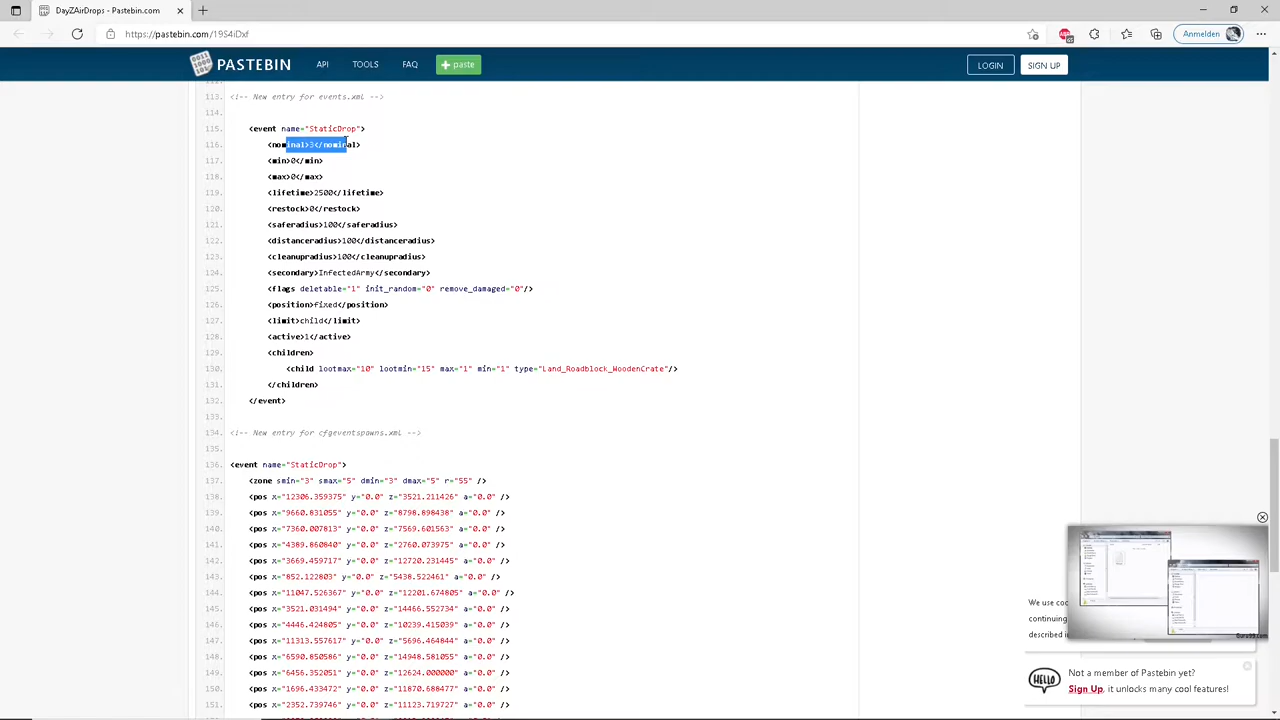 DayZAirDrops - Pastebin.com
https://pastebin.com/19S4iDxf
Anmelden
PASTEBIN API TOOLS FAQ + paste LOGIN SIGN UP
113. <!-- New entry for events.xml -->
114.
115. <event name="StaticDrop">
116. <nominal>3</nominal>
117. <min>0</min>
118. <max>0</max>
119. <lifetime>2500</lifetime>
120. <restock>0</restock>
121. <saferadius>100</saferadius>
122. <distanceradius>100</distanceradius>
123. <cleanupradius>100</cleanupradius>
124. <secondary>InfectedArmy</secondary>
125. <flags deletable="1" init_random="0" remove_damaged="0"/>
126. <position>fixed</position>
127. <limit>child</limit>
128. <active>1</active>
129. <children>
130. <child lootmax="10" lootmin="15" max="1" min="1" type="Land_Roadblock_WoodenCrate"/>
131. </children>
132. </event>
133.
134. <!-- New entry for cfgeventspawns.xml -->
135.
136. <event name="StaticDrop">
137. <zone smin="3" smax="5" dmin="3" dmax="5" r="55" />
138. <pos x="12306.359375" y="0.0" z="3521.211426" a="0.0" />
139. <pos x="9660.831055" y="0.0" z="8798.898438" a="0.0" />
140. <pos x="7360.007813" y="0.0" z="7569.601563" a="0.0" />
141. <pos x="4389.860840" y="0.0" z="2760.073975" a="0.0" />
142. <pos x="3669.459717" y="0.0" z="12720.231445" a="0.0" />
143. <pos x="852.122803" y="0.0" z="5438.522461" a="0.0" />
144. <pos x="11047.526367" y="0.0" z="12201.674805" a="0.0" />
145. <pos x="3521.031494" y="0.0" z="14466.552734" a="0.0" />
146. <pos x="4446.424805" y="0.0" z="10239.415039" a="0.0" />
147. <pos x="11313.557617" y="0.0" z="5696.464844" a="0.0" />
148. <pos x="6590.850586" y="0.0" z="14948.581055" a="0.0" />
149. <pos x="6456.352051" y="0.0" z="12624.000000" a="0.0" />
150. <pos x="1696.433472" y="0.0" z="11870.688477" a="0.0" />
151. <pos x="2352.739746" y="0.0" z="11123.719727" a="0.0" />
We use coo
continuing
described in
Guru99.com
HELLO
Not a member of Pastebin yet?
Sign Up, it unlocks many cool features!